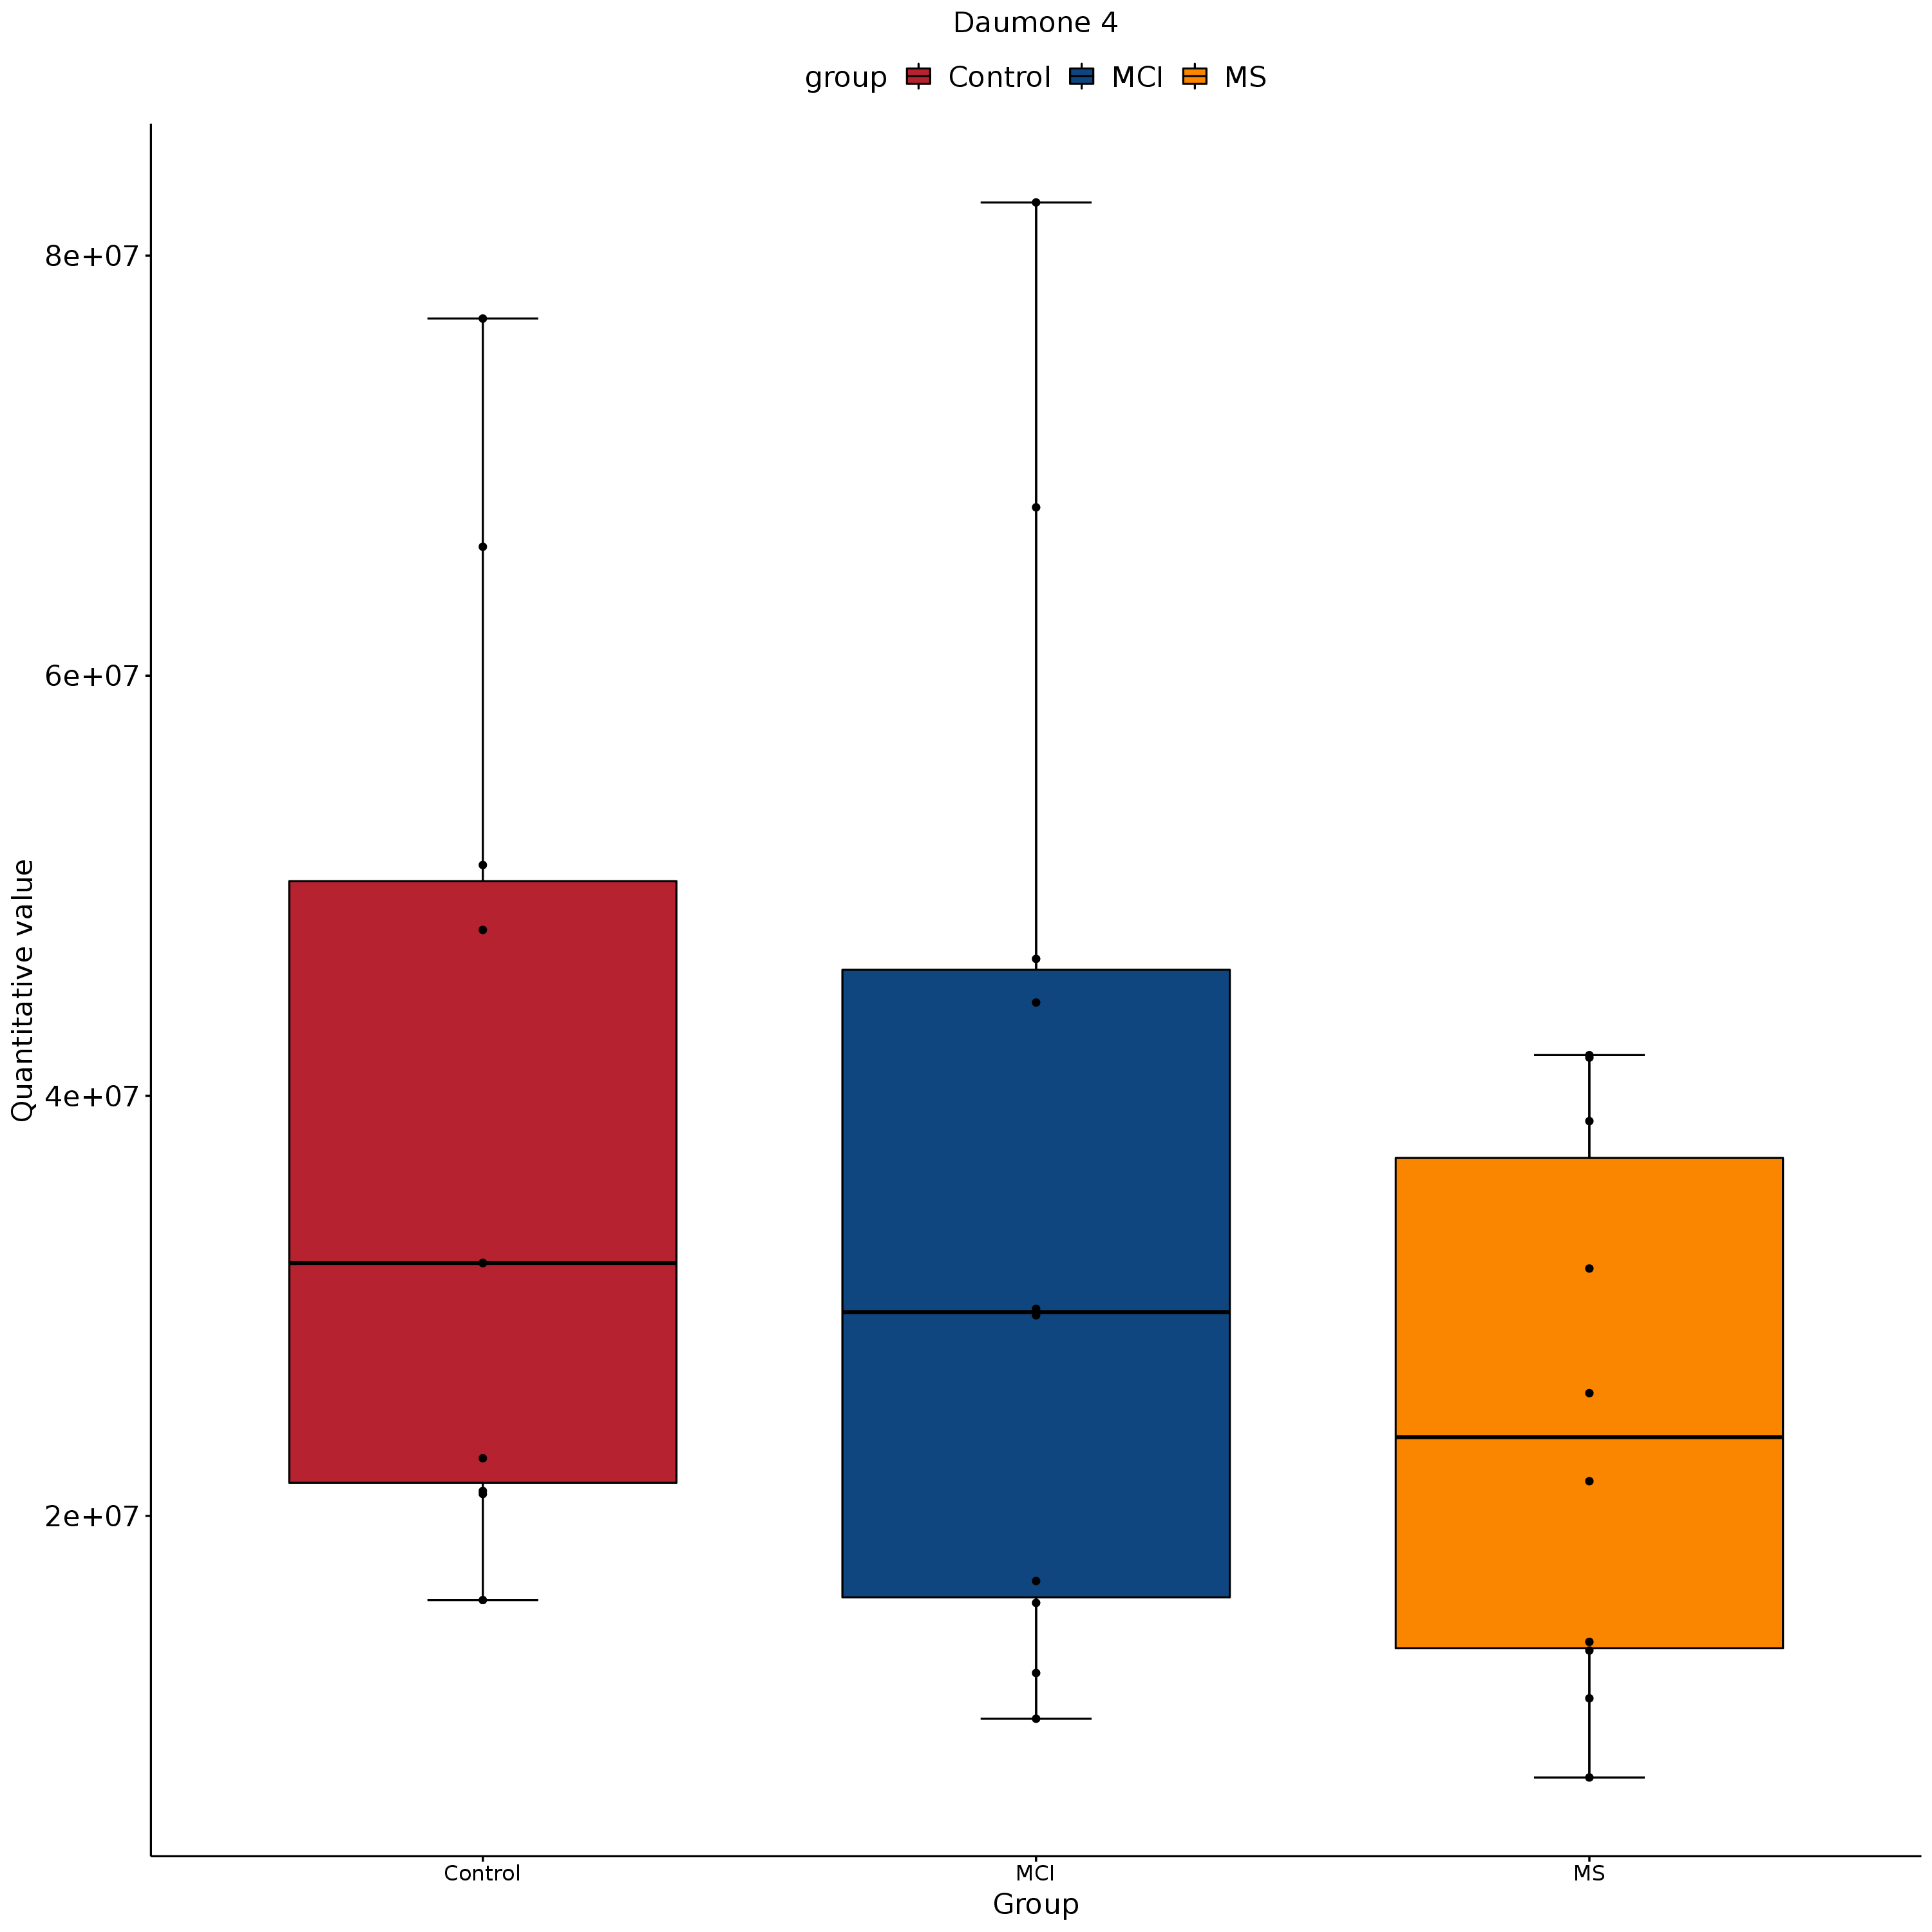 Daumone 4
group Control MCI MS
Quantitative value
8e+07
6e+07
4e+07
2e+07
Control MCI MS
Group